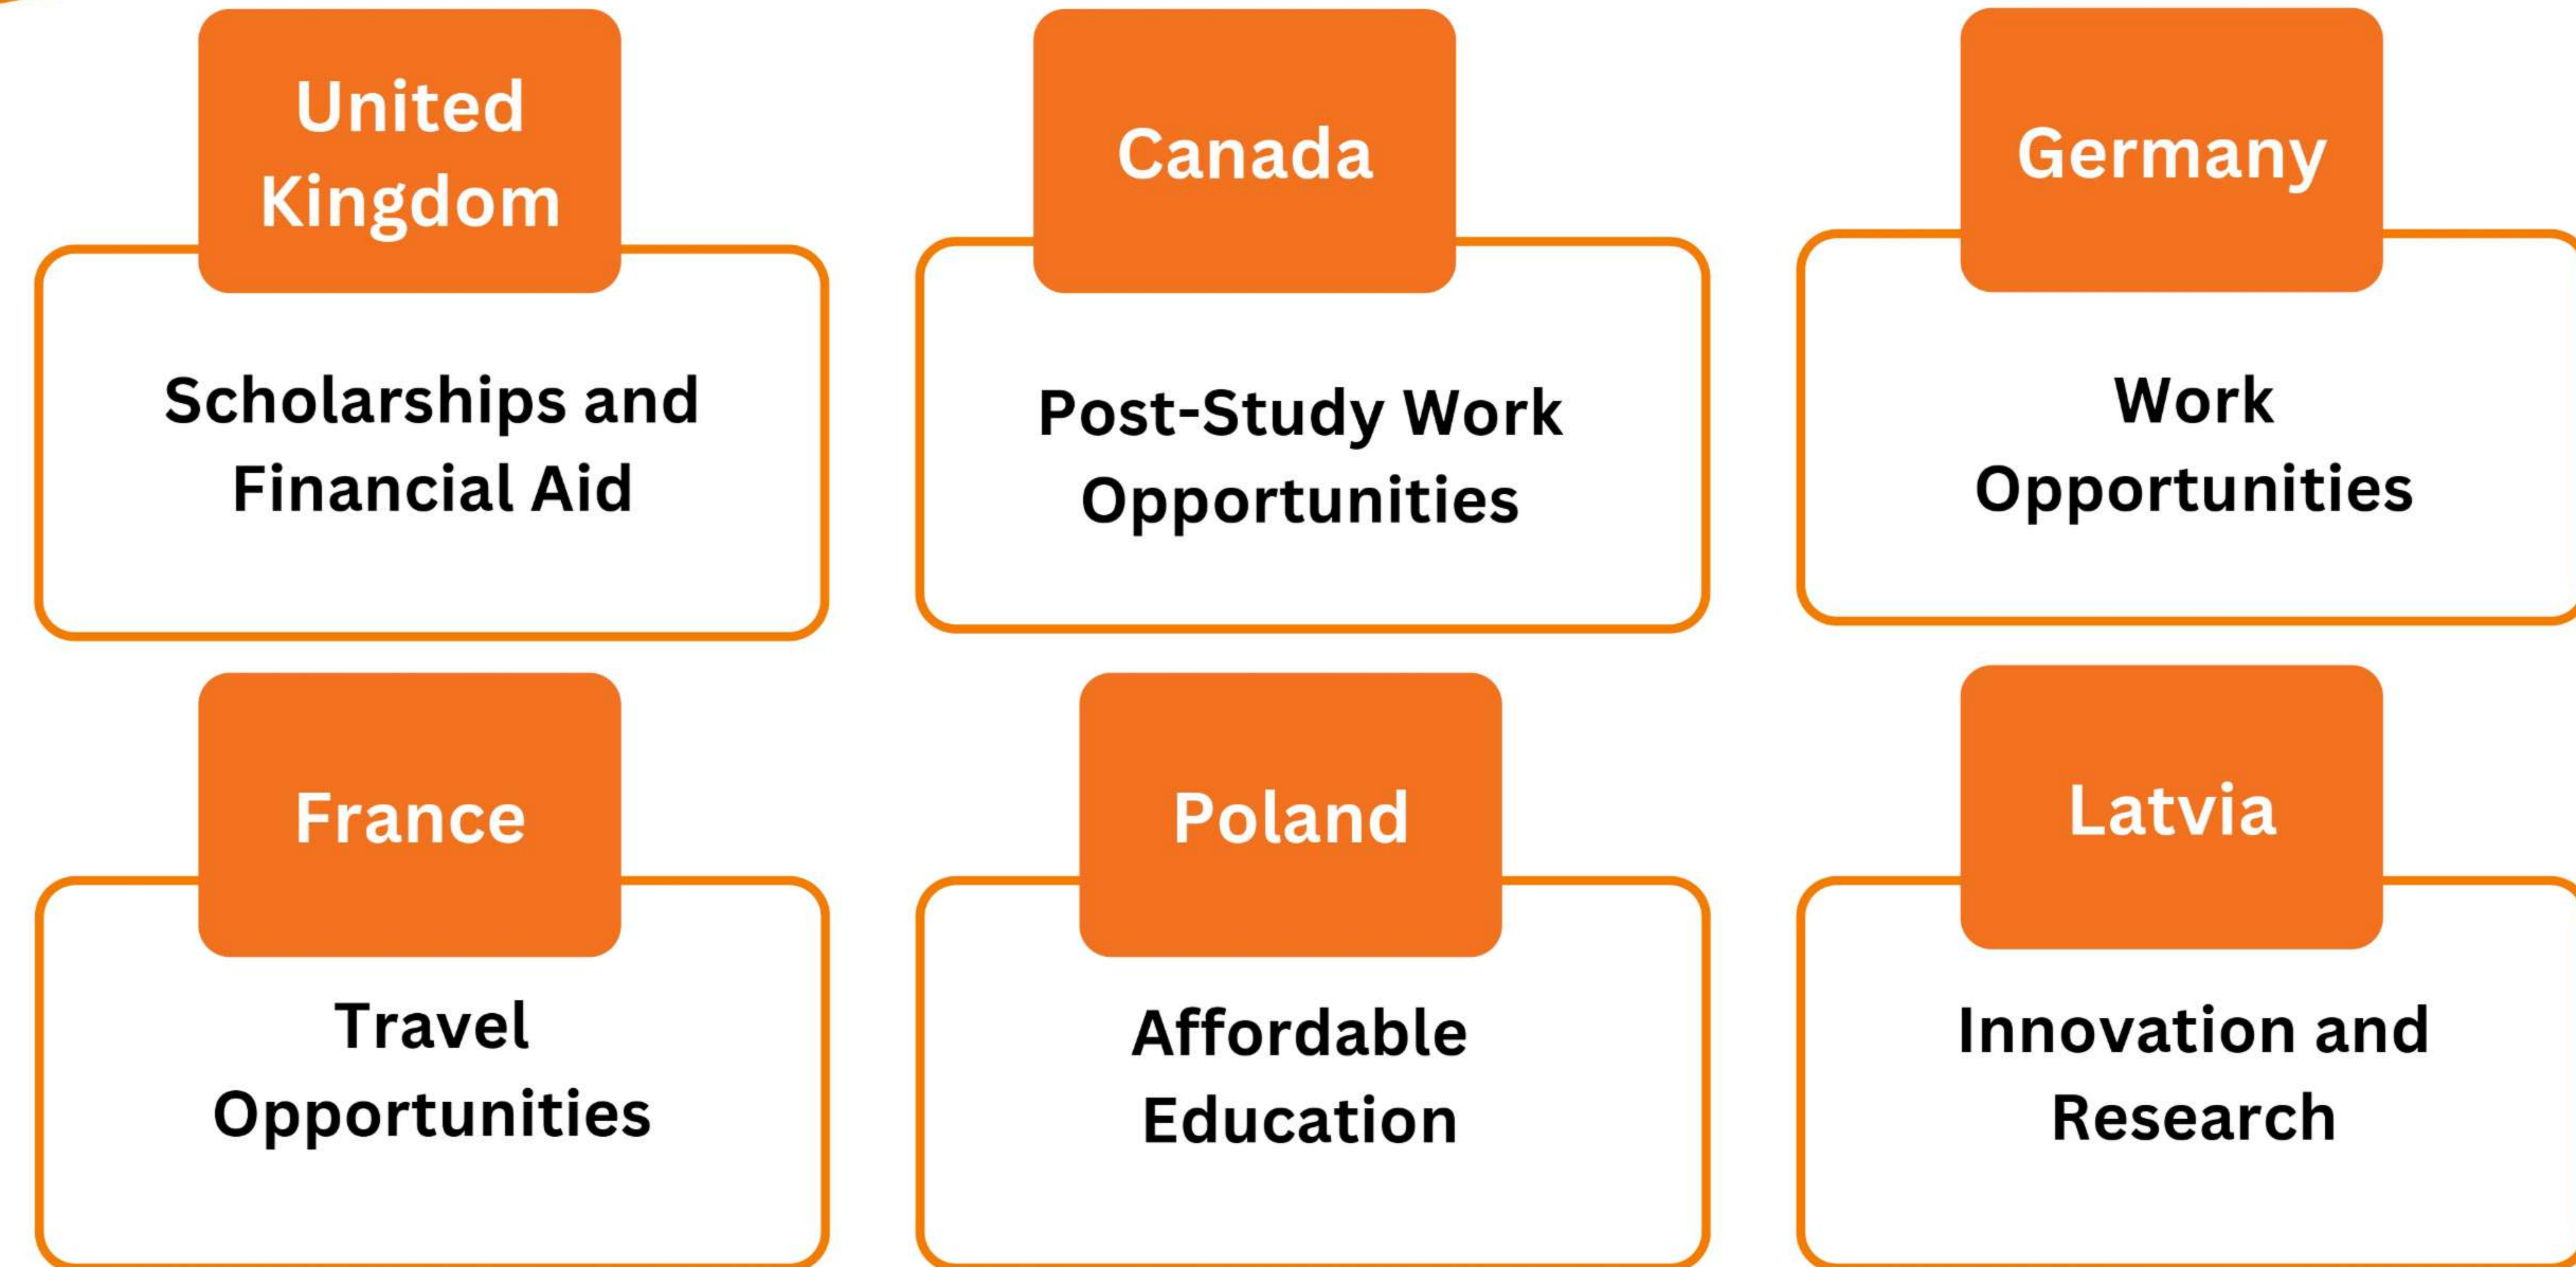 United
Kingdom
Scholarships and
Financial Aid
Canada
Post-Study Work
Opportunities
Germany
Work
Opportunities
France
Travel
Opportunities
Poland
Affordable
Education
Latvia
Innovation and
Research